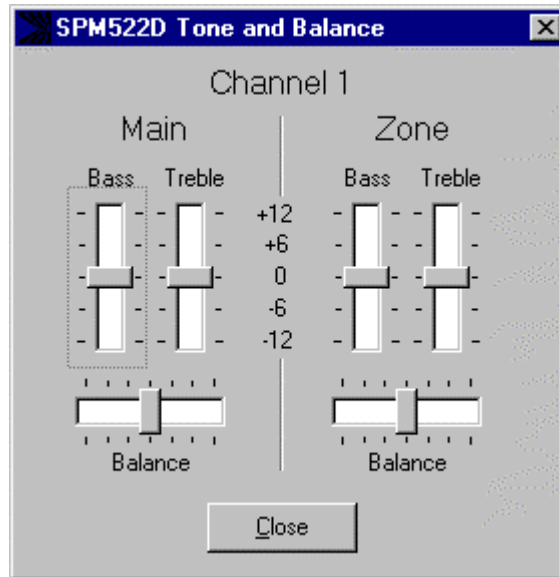 SPM522D Tone and Balance
Channel 1
Main Zone
Bass Treble Bass Treble
+12
+6
0
-6
-12
Balance Balance
Close